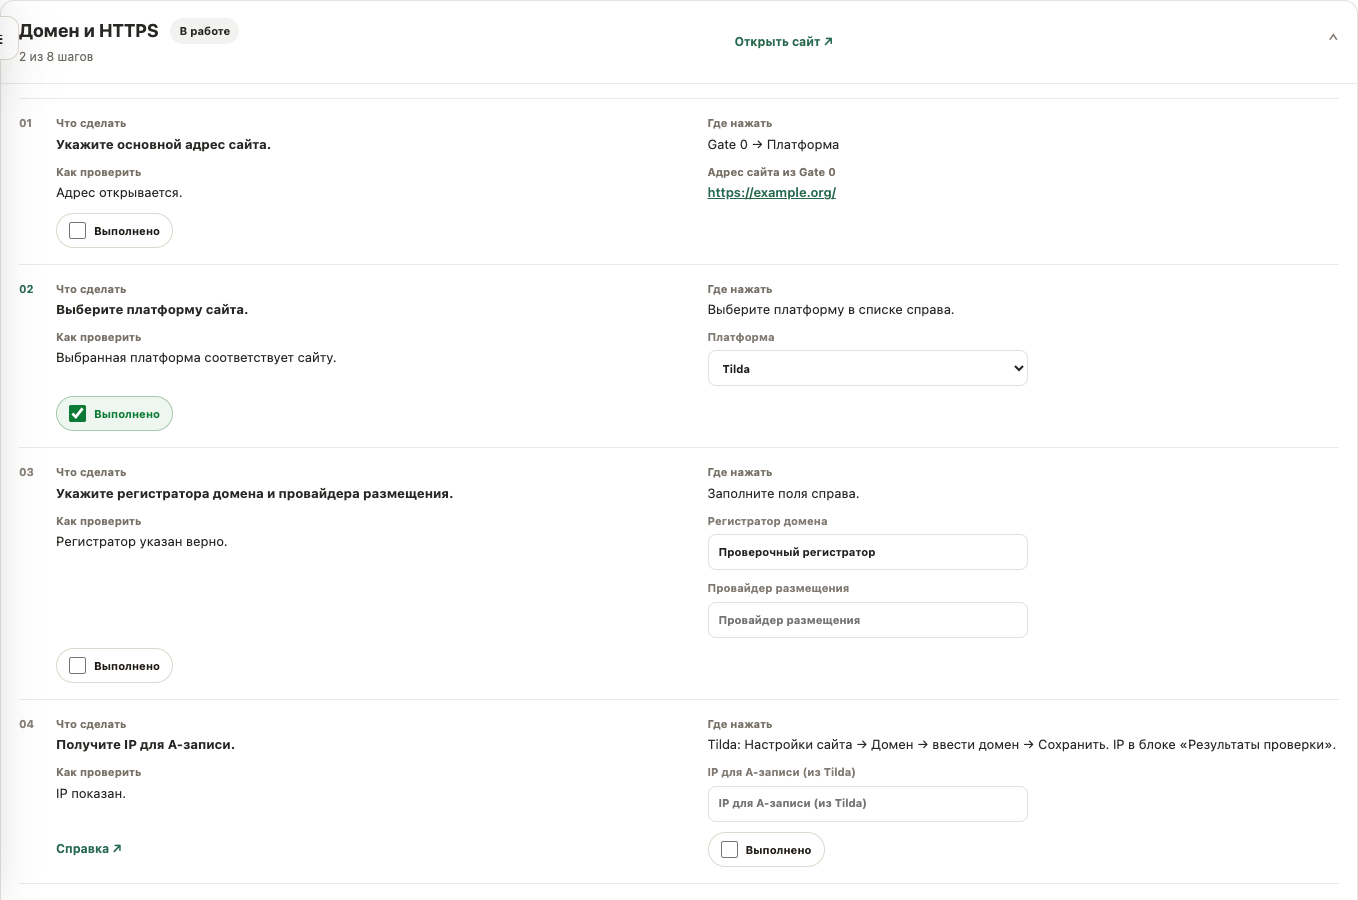 Домен и HTTPS
В работе
2 из 8 шагов
Открыть сайт ↗
01
Что сделать
Укажите основной адрес сайта.
Как проверить
Адрес открывается.
Выполнено
Где нажать
Gate 0 → Платформа
Адрес сайта из Gate 0
https://example.org/
02
Что сделать
Выберите платформу сайта.
Как проверить
Выбранная платформа соответствует сайту.
Выполнено
Где нажать
Выберите платформу в списке справа.
Платформа
Tilda
03
Что сделать
Укажите регистратора домена и провайдера размещения.
Как проверить
Регистратор указан верно.
Выполнено
Где нажать
Заполните поля справа.
Регистратор домена
Проверочный регистратор
Провайдер размещения
Провайдер размещения
04
Что сделать
Получите IP для A-записи.
Как проверить
IP показан.
Справка ↗
Где нажать
Tilda: Настройки сайта → Домен → ввести домен → Сохранить. IP в блоке «Результаты проверки».
IP для A-записи (из Tilda)
IP для A-записи (из Tilda)
Выполнено